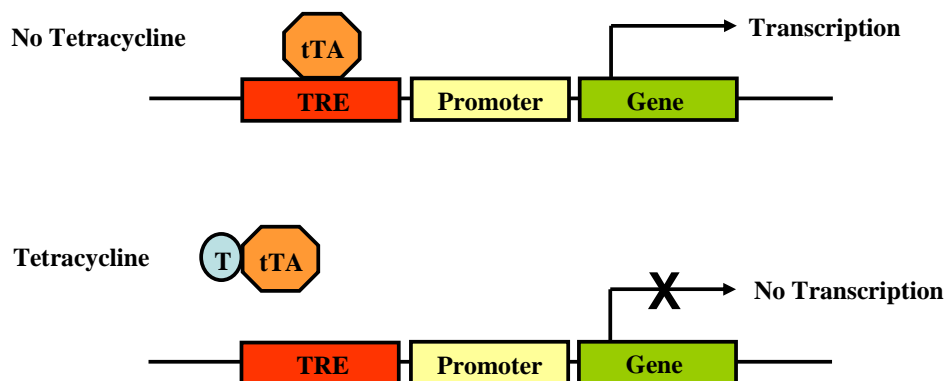 No Tetracycline
tTA
Transcription
TRE
Promoter
Gene
Tetracycline
T
tTA
X
No Transcription
TRE
Promoter
Gene